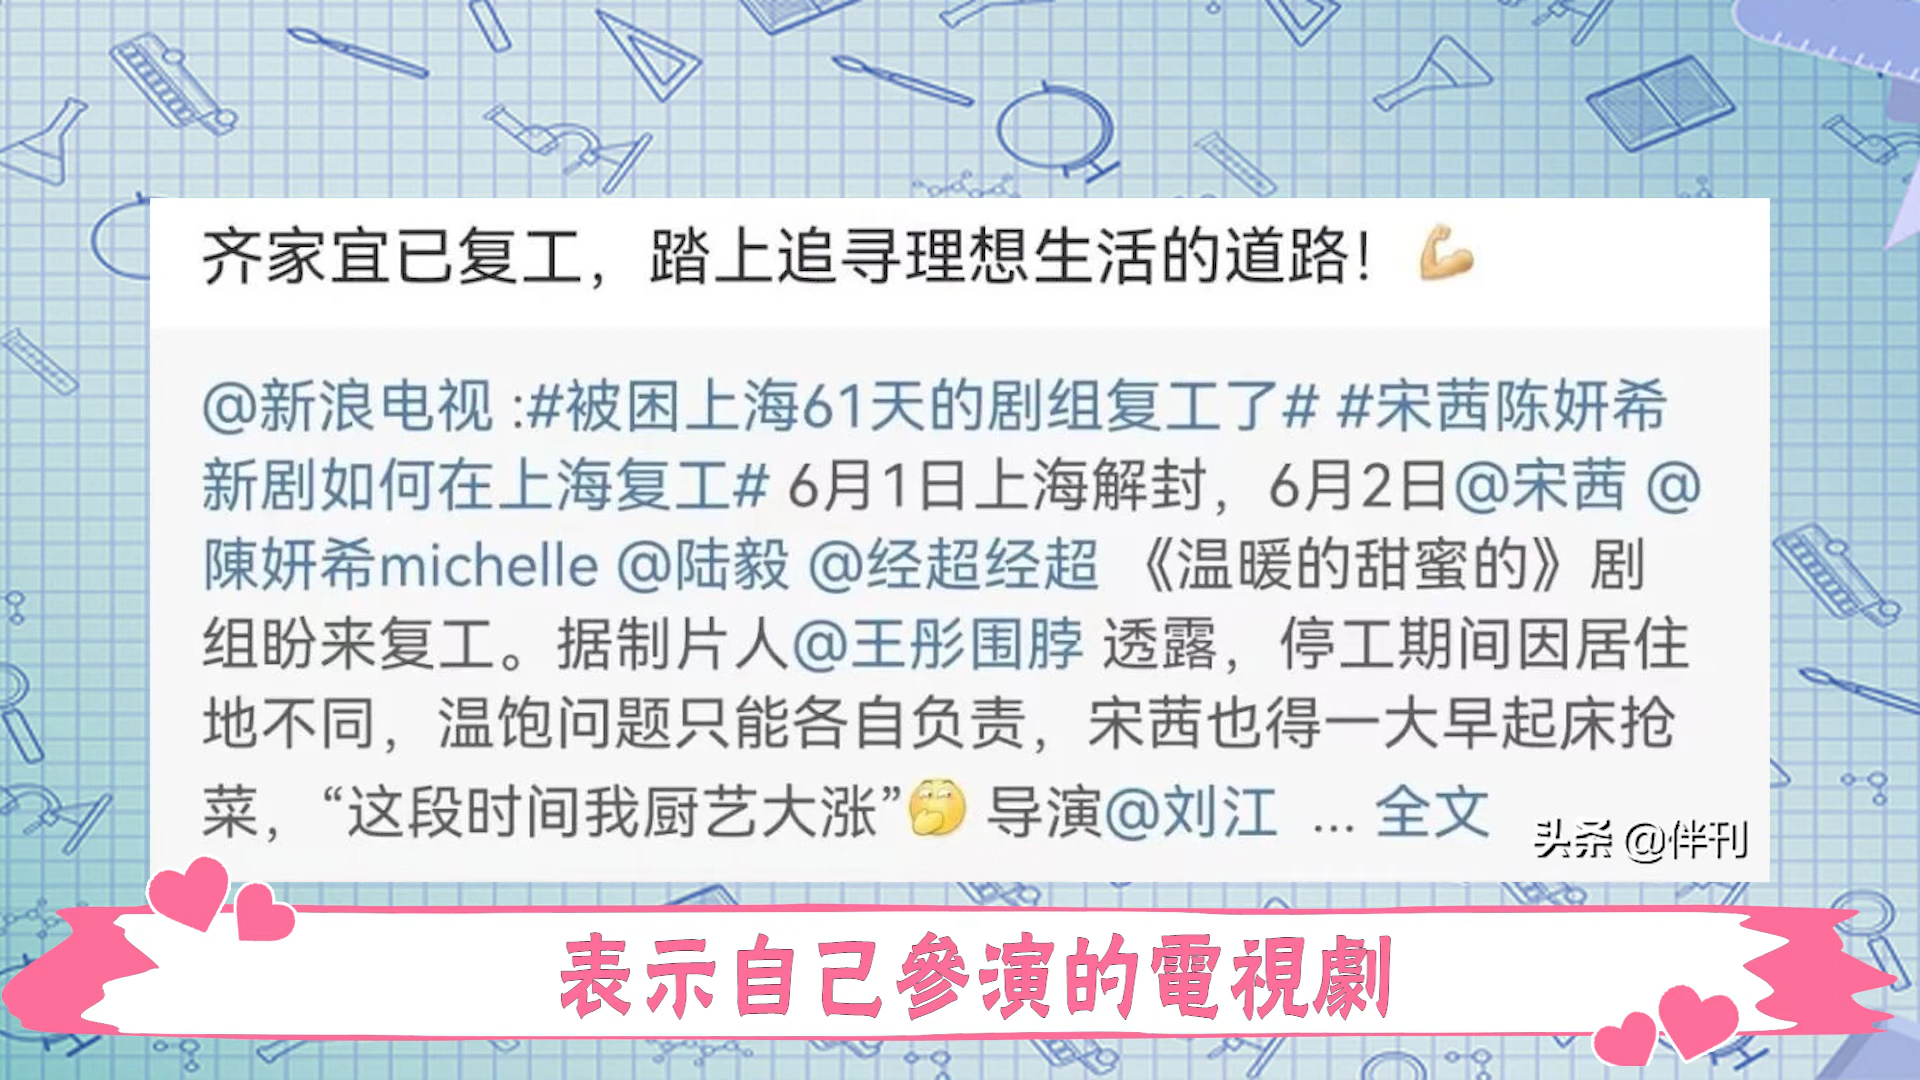 齐家宜已复工，踏上追寻理想生活的道路！💪
@新浪电视 :#被困上海61天的剧组复工了# #宋茜陈妍希
新剧如何在上海复工# 6月1日上海解封，6月2日@宋茜 @
陳妍希michelle @陆毅 @经超经超 《温暖的甜蜜的》剧
组盼来复工。据制片人@王彤围脖 透露，停工期间因居住
地不同，温饱问题只能各自负责，宋茜也得一大早起床抢
菜，“这段时间我厨艺大涨”🤔 导演@刘江 ... 全文
头条 @伴刊
表示自己參演的電視劇